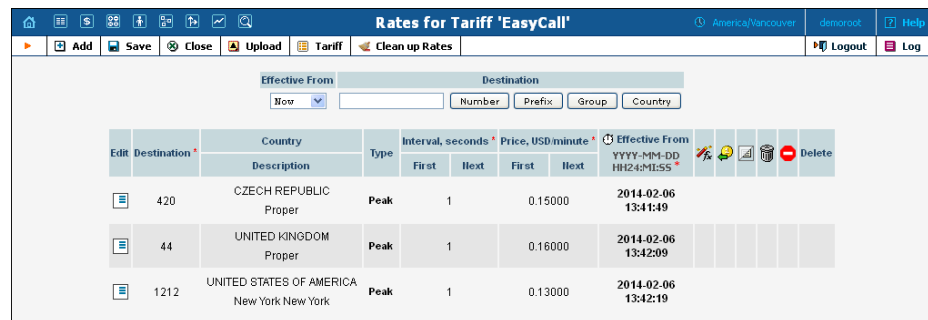 Rates for Tariff 'EasyCall' America/Vancouver demoroot Help
Add Save Close Upload Tariff Clean up Rates Logout Log
Effective From Destination
Now Number Prefix Group Country
Edit Destination * Country Type Interval, seconds * Price, USD/minute * Effective From Delete
Description First Next First Next YYYY-MM-DD
HH24:MI:SS *
420 CZECH REPUBLIC Peak 1 0.15000 2014-02-06
Proper 13:41:49
44 UNITED KINGDOM Peak 1 0.16000 2014-02-06
Proper 13:42:09
1212 UNITED STATES OF AMERICA Peak 1 0.13000 2014-02-06
New York New York 13:42:19